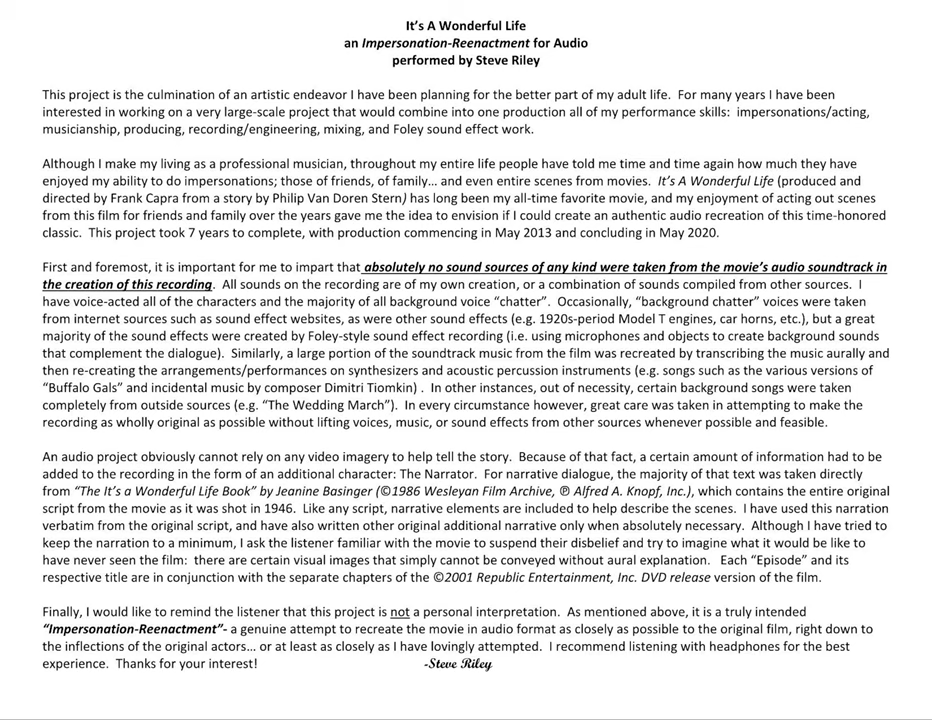 It's A Wonderful Life
an Impersonation-Reenactment for Audio
performed by Steve Riley
This project is the culmination of an artistic endeavor I have been planning for the better part of my adult life.  For many years I have been
interested in working on a very large-scale project that would combine into one production all of my performance skills:  impersonations/acting,
musicianship, producing, recording/engineering, mixing, and Foley sound effect work.
Although I make my living as a professional musician, throughout my entire life people have told me time and time again how much they have
enjoyed my ability to do impersonations; those of friends, of family… and even entire scenes from movies.  It's A Wonderful Life (produced and
directed by Frank Capra from a story by Philip Van Doren Stern) has long been my all-time favorite movie, and my enjoyment of acting out scenes
from this film for friends and family over the years gave me the idea to envision if I could create an authentic audio recreation of this time-honored
classic.  This project took 7 years to complete, with production commencing in May 2013 and concluding in May 2020.
First and foremost, it is important for me to impart that absolutely no sound sources of any kind were taken from the movie's audio soundtrack in
the creation of this recording.  All sounds on the recording are of my own creation, or a combination of sounds compiled from other sources.  I
have voice-acted all of the characters and the majority of all background voice "chatter".  Occasionally, "background chatter" voices were taken
from internet sources such as sound effect websites, as were other sound effects (e.g. 1920s-period Model T engines, car horns, etc.), but a great
majority of the sound effects were created by Foley-style sound effect recording (i.e. using microphones and objects to create background sounds
that complement the dialogue).  Similarly, a large portion of the soundtrack music from the film was recreated by transcribing the music aurally and
then re-creating the arrangements/performances on synthesizers and acoustic percussion instruments (e.g. songs such as the various versions of
"Buffalo Gals" and incidental music by composer Dimitri Tiomkin) .  In other instances, out of necessity, certain background songs were taken
completely from outside sources (e.g. "The Wedding March").  In every circumstance however, great care was taken in attempting to make the
recording as wholly original as possible without lifting voices, music, or sound effects from other sources whenever possible and feasible.
An audio project obviously cannot rely on any video imagery to help tell the story.  Because of that fact, a certain amount of information had to be
added to the recording in the form of an additional character: The Narrator.  For narrative dialogue, the majority of that text was taken directly
from "The It's a Wonderful Life Book" by Jeanine Basinger (©1986 Wesleyan Film Archive, ℗ Alfred A. Knopf, Inc.), which contains the entire original
script from the movie as it was shot in 1946.  Like any script, narrative elements are included to help describe the scenes.  I have used this narration
verbatim from the original script, and have also written other original additional narrative only when absolutely necessary.  Although I have tried to
keep the narration to a minimum, I ask the listener familiar with the movie to suspend their disbelief and try to imagine what it would be like to
have never seen the film:  there are certain visual images that simply cannot be conveyed without aural explanation.   Each "Episode" and its
respective title are in conjunction with the separate chapters of the ©2001 Republic Entertainment, Inc. DVD release version of the film.
Finally, I would like to remind the listener that this project is not a personal interpretation.  As mentioned above, it is a truly intended
"Impersonation-Reenactment"- a genuine attempt to recreate the movie in audio format as closely as possible to the original film, right down to
the inflections of the original actors… or at least as closely as I have lovingly attempted.  I recommend listening with headphones for the best
experience.  Thanks for your interest! -Steve Riley